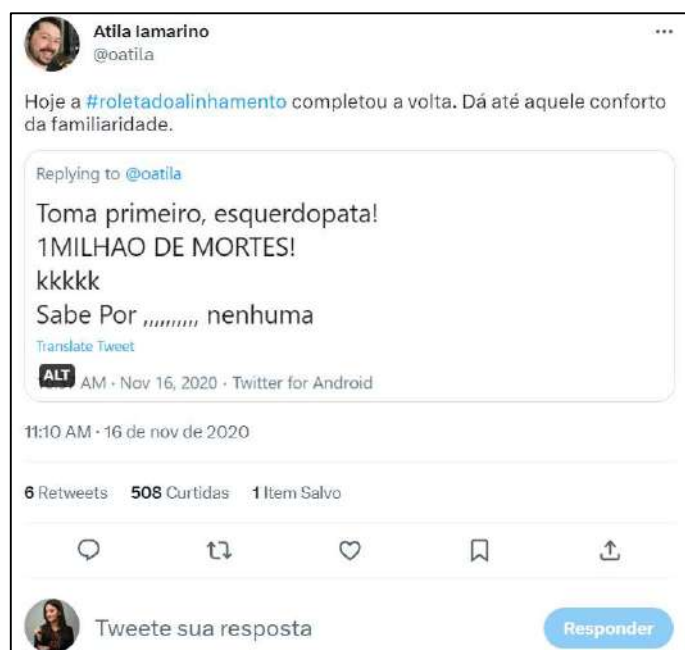 Atila Iamarino
@oatila
Hoje a #roletadoalinhamento completou a volta. Dá até aquele conforto
da familiaridade.
Replying to @oatila
Toma primeiro, esquerdopata!
1MILHAO DE MORTES!
kkkkk
Sabe Por ,,,,,,,,,, nenhuma
Translate Tweet
ALT AM · Nov 16, 2020 · Twitter for Android
11:10 AM · 16 de nov de 2020
6 Retweets 508 Curtidas 1 Item Salvo
Tweete sua resposta
Responder